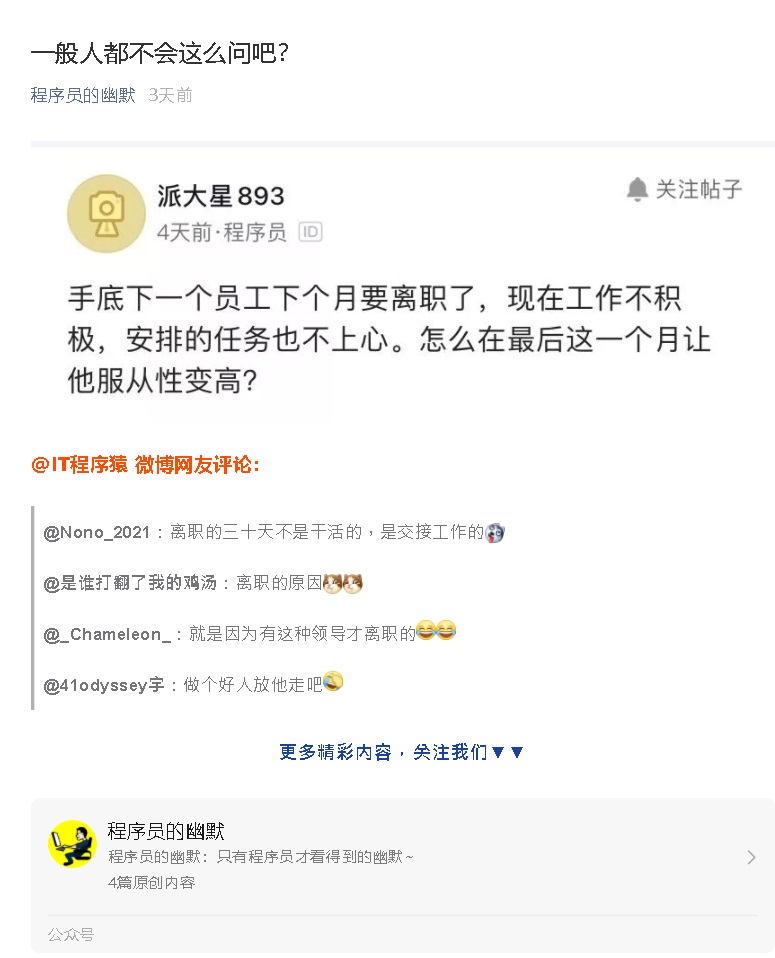 一般人都不会这么问吧？
程序员的幽默 3天前
派大星893
关注帖子
4天前·程序员 ID
手底下一个员工下个月要离职了，现在工作不积
极，安排的任务也不上心。怎么在最后这一个月让
他服从性变高？
@IT程序猿 微博网友评论：
@Nono_2021：离职的三十天不是干活的，是交接工作的
@是谁打翻了我的鸡汤：离职的原因
@_Chameleon_：就是因为有这种领导才离职的
@41odyssey宇：做个好人放他走吧
更多精彩内容，关注我们▼▼
程序员的幽默
程序员的幽默：只有程序员才看得到的幽默~
4篇原创内容
公众号